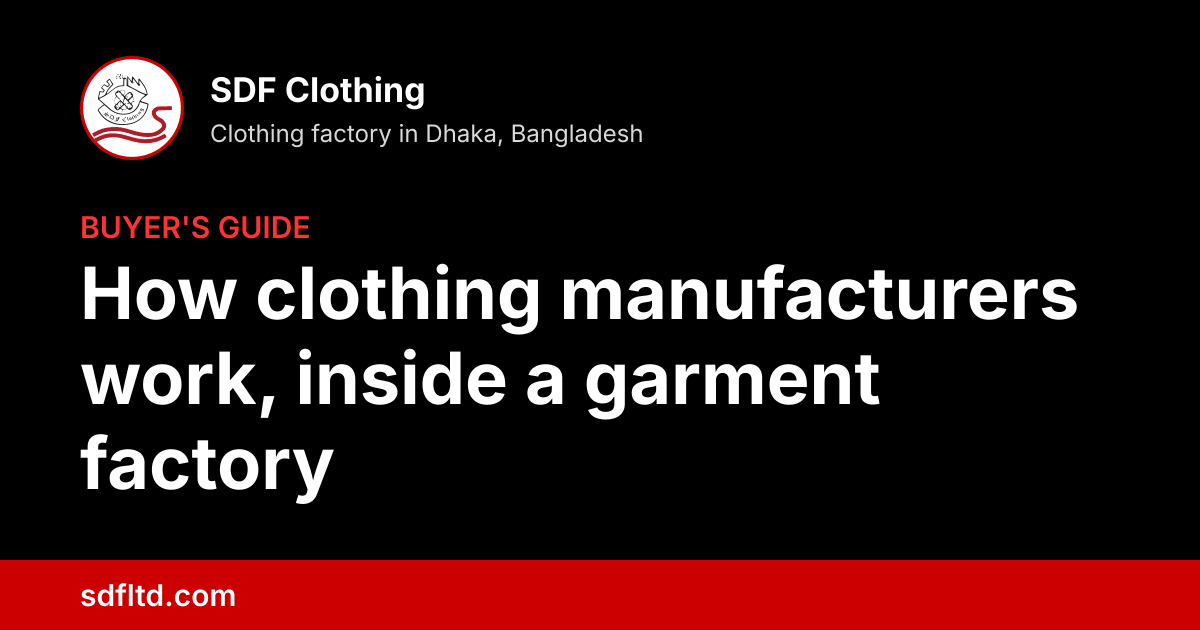 SDF Clothing
Clothing factory in Dhaka, Bangladesh
BUYER'S GUIDE
How clothing manufacturers
work, inside a garment
factory
sdfltd.com